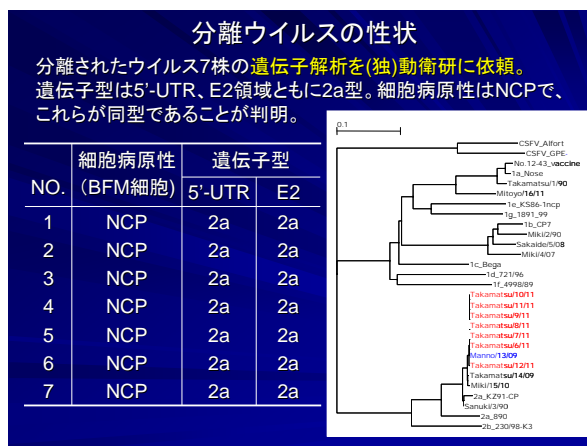 分離ウイルスの性状
分離されたウイルス7株の遺伝子解析を(独)動衛研に依頼。
遺伝子型は5’-UTR、E2領域ともに2a型。細胞病原性はNCPで、
これらが同型であることが判明。
NO. 細胞病原性 (BFM細胞) 遺伝子型
5’-UTR E2
1 NCP 2a 2a
2 NCP 2a 2a
3 NCP 2a 2a
4 NCP 2a 2a
5 NCP 2a 2a
6 NCP 2a 2a
7 NCP 2a 2a
0.1
CSFV_Alfort
CSFV_GPE-
No.12-43_vaccine
1a_Nose
Takamatsu/1/90
Mitoyo/16/11
1e_KS86-1ncp
1g_1891_99
1b_CP7
Miki/2/90
Sakaide/5/08
Miki/4/07
1c_Bega
1d_721/96
1f_4998/89
Takamatsu/10/11
Takamatsu/11/11
Takamatsu/9/11
Takamatsu/8/11
Takamatsu/7/11
Takamatsu/6/11
Manno/13/09
Takamatsu/12/11
Takamatsu/14/09
Miki/15/10
2a_KZ91-CP
Sanuki/3/90
2a_890
2b_230/98-K3